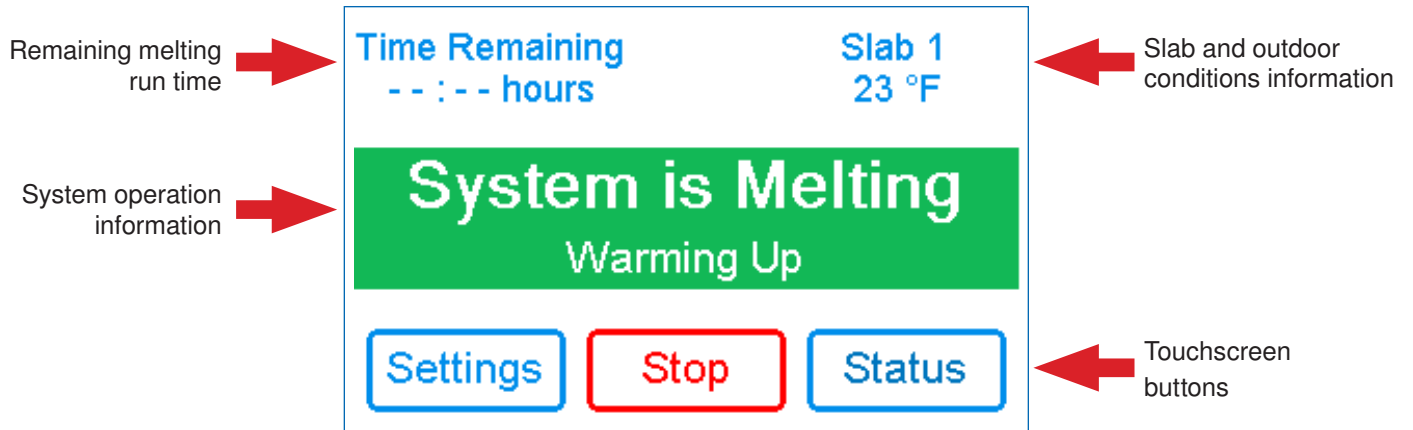 Remaining melting
run time
Time Remaining
- - : - - hours
Slab 1
23 °F
Slab and outdoor
conditions information
System operation
information
System is Melting
Warming Up
Settings
Stop
Status
Touchscreen
buttons